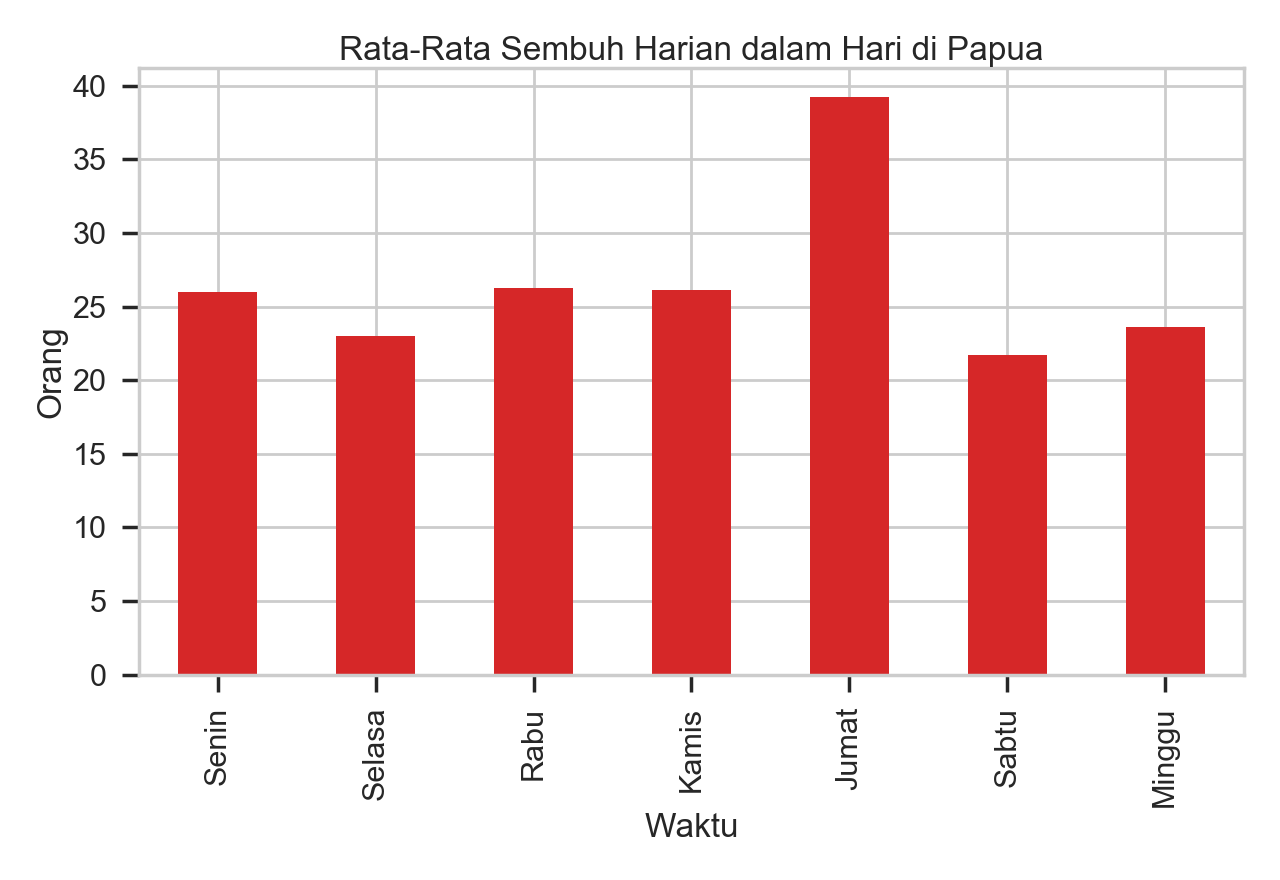 Rata-Rata Sembuh Harian dalam Hari di Papua
40
35
30
25
20
15
10
5
0
Orang
Senin
Selasa
Rabu
Kamis
Jumat
Sabtu
Minggu
Waktu